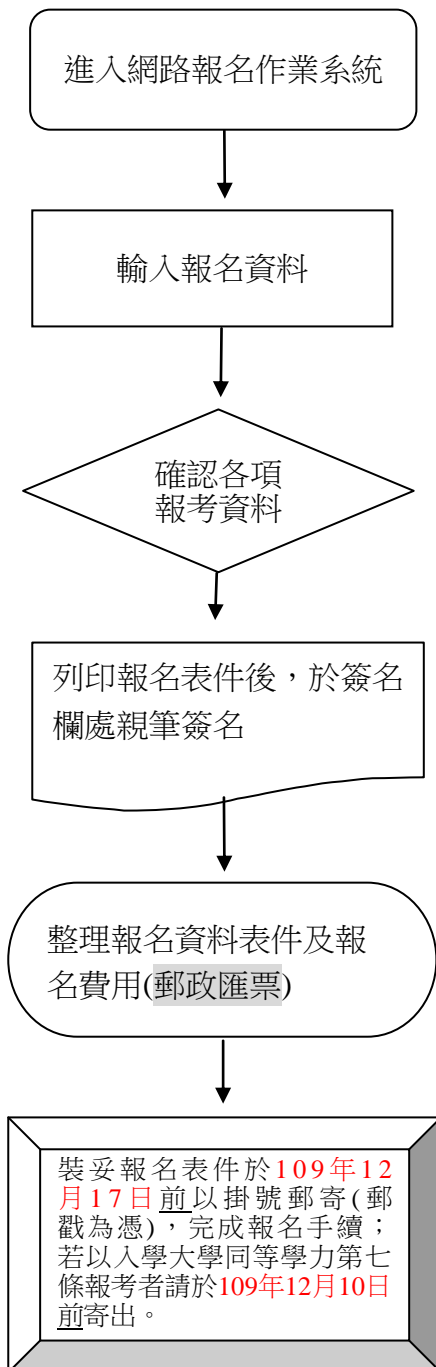 進入網路報名作業系統
輸入報名資料
確認各項
報考資料
列印報名表件後，於簽名
欄處親筆簽名
整理報名資料表件及報
名費用(郵政匯票)
裝妥報名表件於109年12
月17日前以掛號郵寄(郵
戳為憑)，完成報名手續；
若以入學大學同等學力第七
條報考者請於109年12月10日
前寄出。